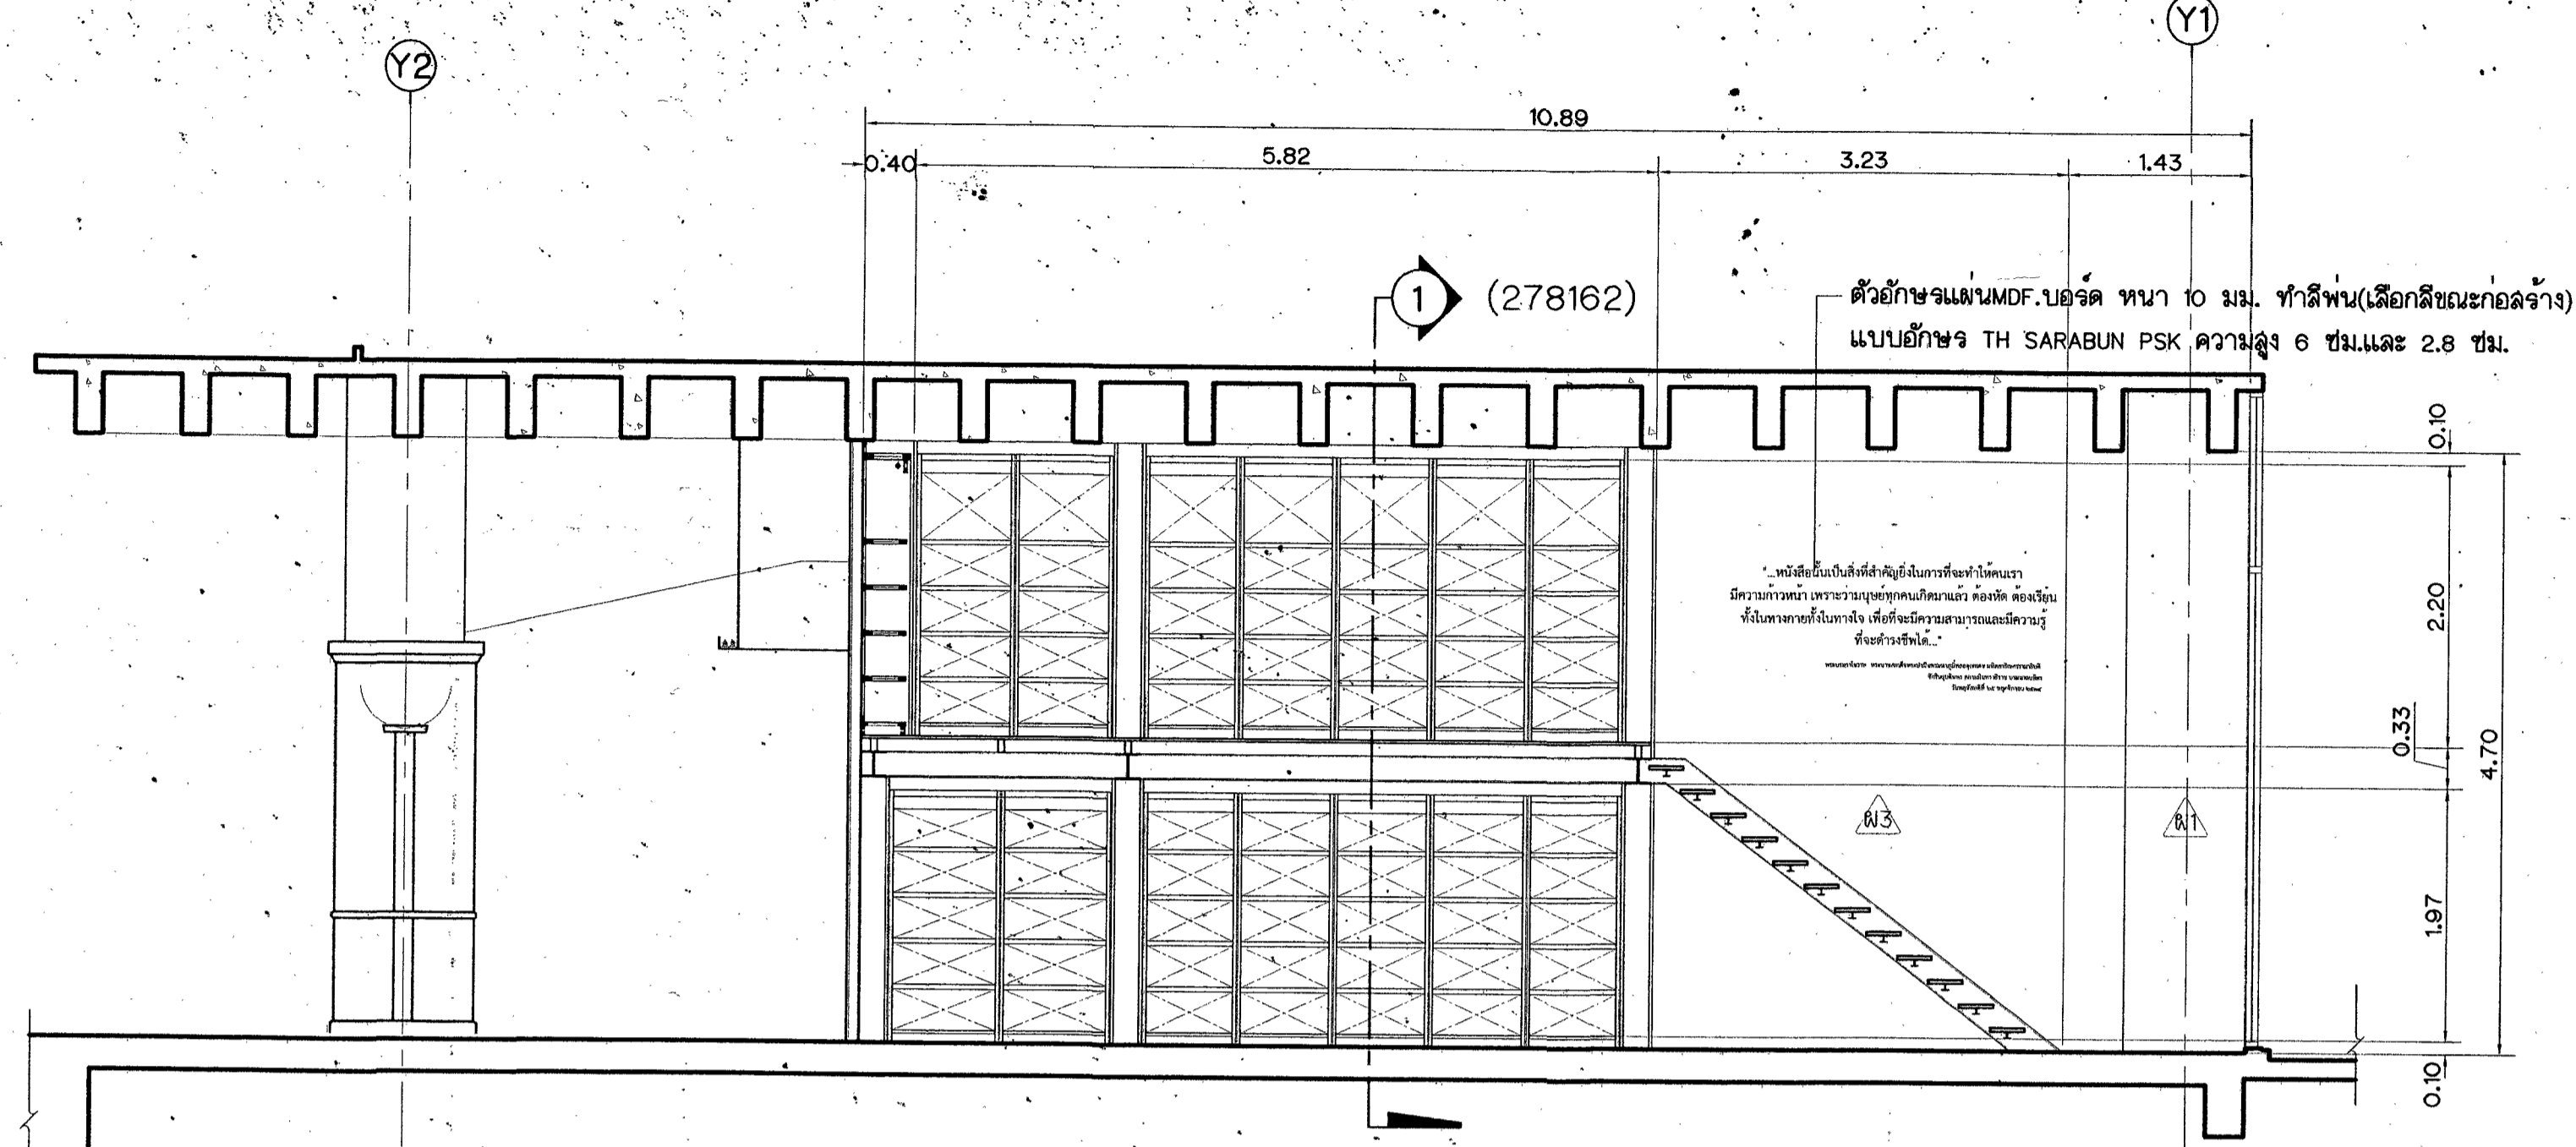 Y2
Y1
10.89
0.40
5.82
3.23
1.43
1
(278162)
ตัวอักษรแผ่นMDF.บอร์ด หนา 10 มม. ทำสีพ่น(เลือกสีขณะก่อสร้าง)
แบบอักษร TH SARABUN PSK ความสูง 6 ซม.และ 2.8 ซม.
0.10
2.20
0.33
4.70
1.97
0.10
"...หนังสือนั้นเป็นสิ่งที่สำคัญยิ่งในการที่จะทำให้คนเรา
มีความก้าวหน้า เพราะว่ามนุษย์ทุกคนเกิดมาแล้ว ต้องหัด ต้องเรียน
ทั้งในทางกายทั้งในทางใจ เพื่อที่จะมีความสามารถและมีความรู้
ที่จะดำรงชีพได้..."
ผ3
ผ1